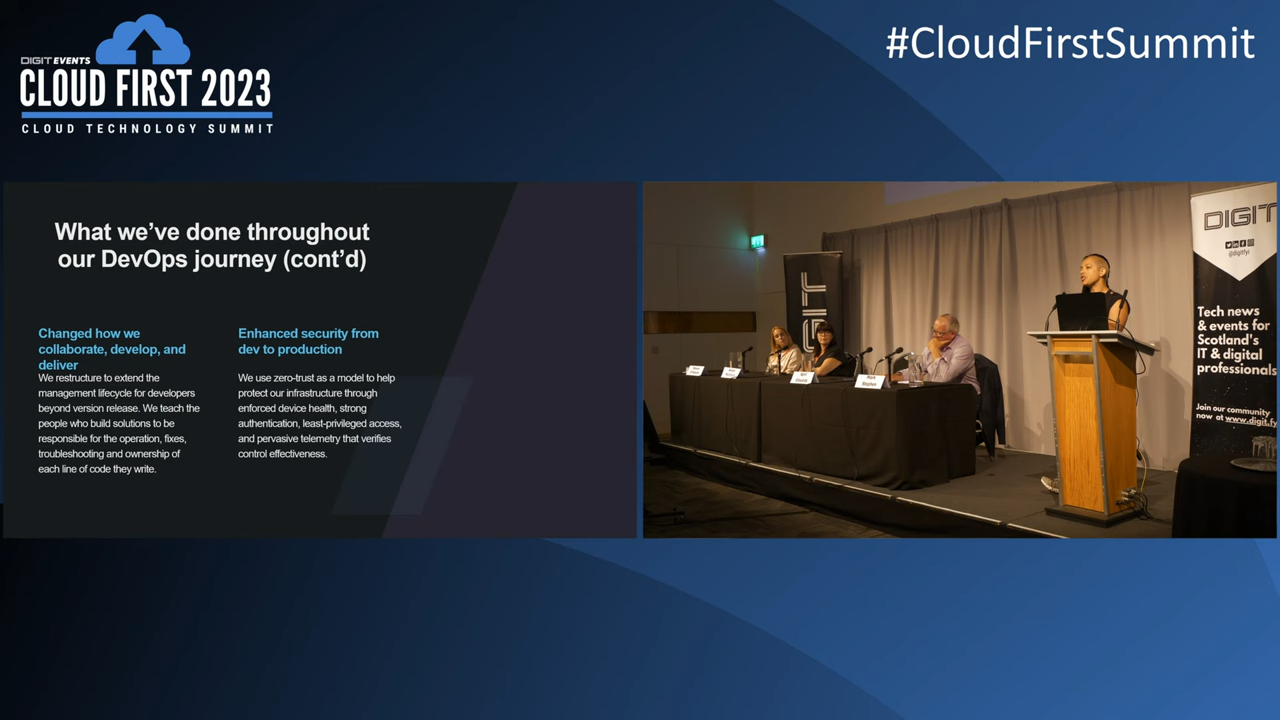 DIGIT EVENTS
CLOUD FIRST 2023
CLOUD TECHNOLOGY SUMMIT
#CloudFirstSummit
What we've done throughout
our DevOps journey (cont'd)
Changed how we
collaborate, develop, and
deliver
We restructure to extend the
management lifecycle for developers
beyond version release. We teach the
people who build solutions to be
responsible for the operation, fixes,
troubleshooting and ownership of
each line of code they write.
Enhanced security from
dev to production
We use zero-trust as a model to help
protect our infrastructure through
enforced device health, strong
authentication, least-privileged access,
and pervasive telemetry that verifies
control effectiveness.
DIGIT
@digitfyi
Tech news
& events for
Scotland's
IT & digital
professionals
Join our community
now at www.digit.fy
Mark
Stephen